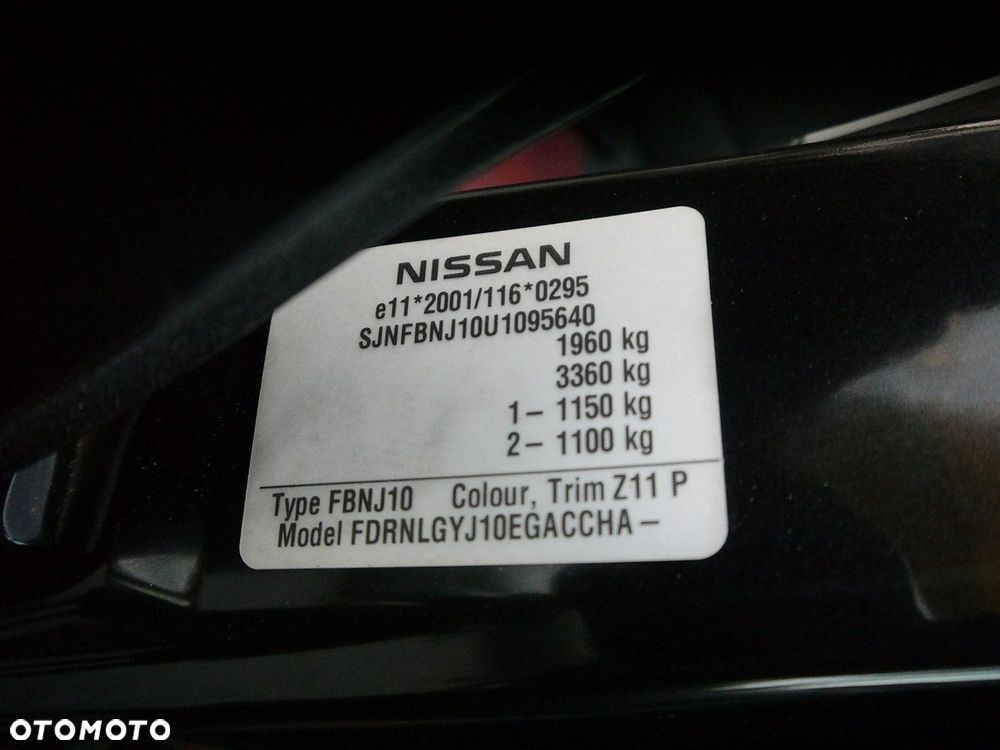 NISSAN
e11*2001/116*0295
SJNFBNJ10U1095640
1960 kg
3360 kg
1– 1150 kg
2– 1100 kg
Type FBNJ10 Colour, Trim Z11 P
Model FDRNLGYJ10EGACCHA –
OTOMOTO